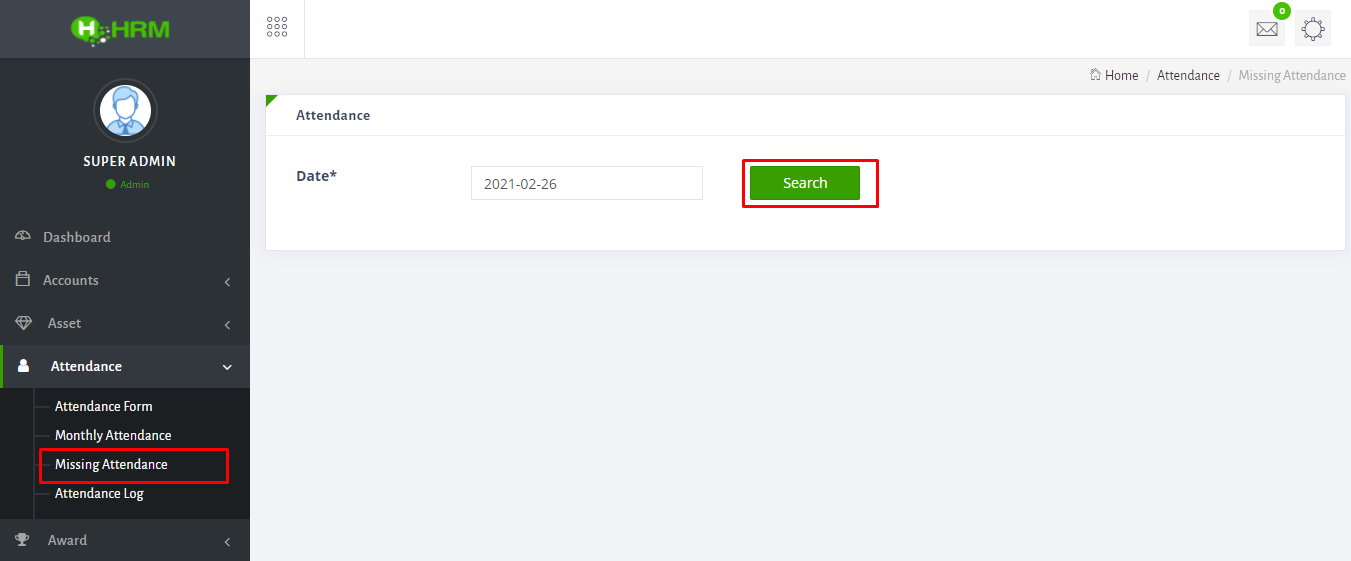 HRM
0
Home / Attendance / Missing Attendance
SUPER ADMIN
Admin
Dashboard
Accounts
Asset
Attendance
Attendance Form
Monthly Attendance
Missing Attendance
Attendance Log
Award
Attendance
Date*
2021-02-26
Search